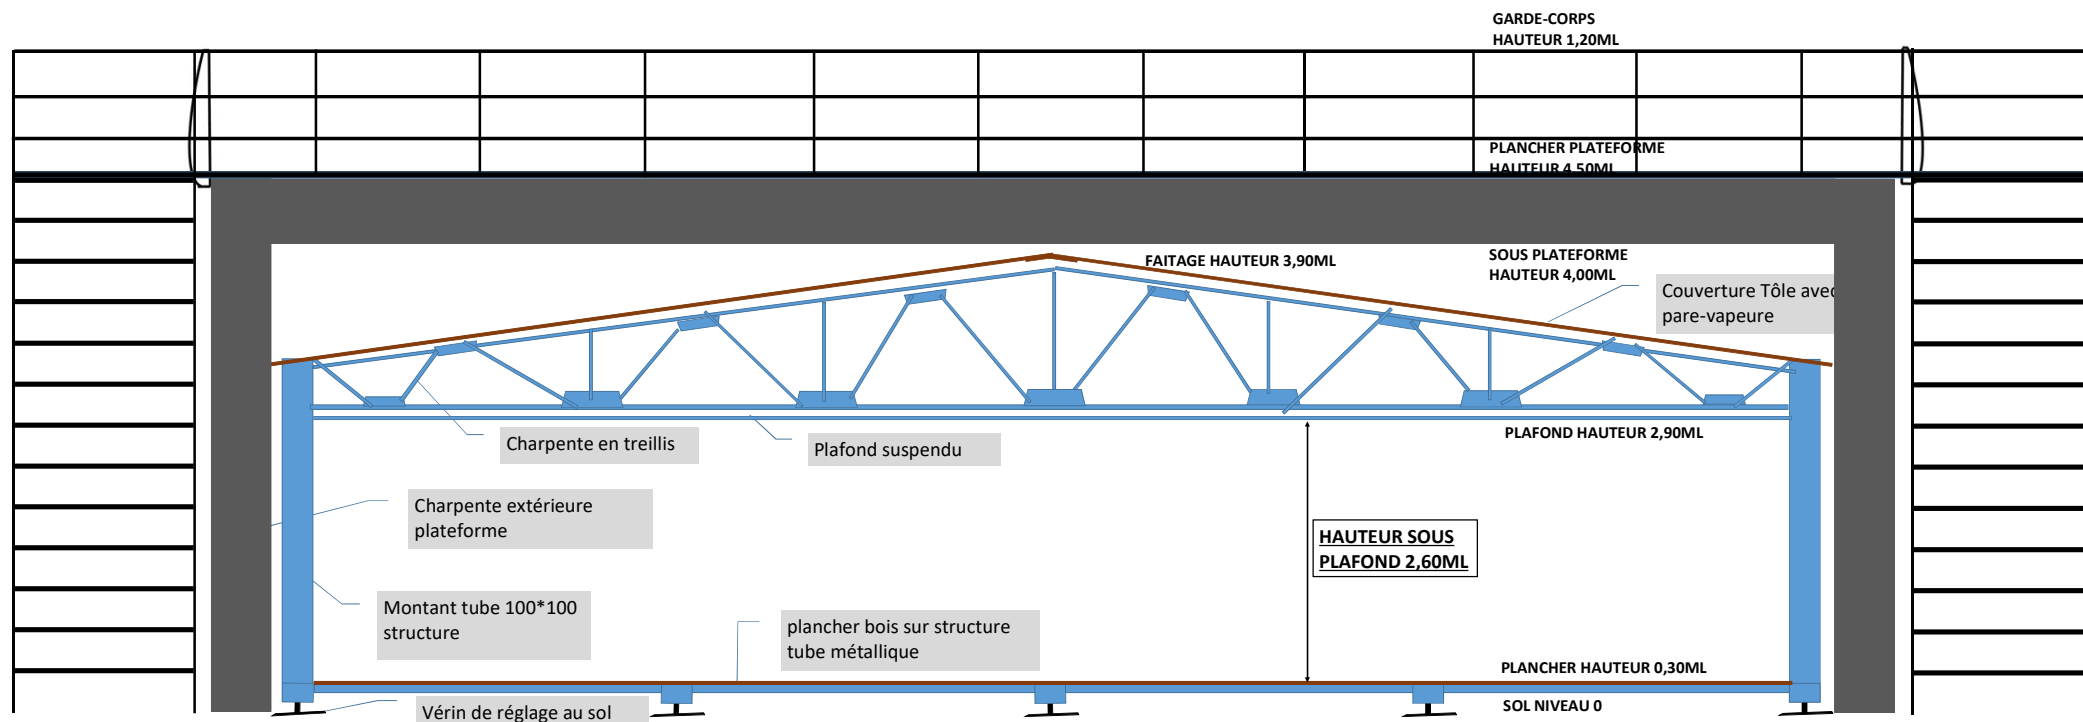 GARDE-CORPS
HAUTEUR 1,20ML
PLANCHER PLATEFORME
HAUTEUR 4,50ML
FAITAGE HAUTEUR 3,90ML
SOUS PLATEFORME
HAUTEUR 4,00ML
Couverture Tôle avec
pare-vapeure
Charpente en treillis
Plafond suspendu
PLAFOND HAUTEUR 2,90ML
Charpente extérieure
plateforme
HAUTEUR SOUS
PLAFOND 2,60ML
Montant tube 100*100
structure
plancher bois sur structure
tube métallique
PLANCHER HAUTEUR 0,30ML
Vérin de réglage au sol
SOL NIVEAU 0